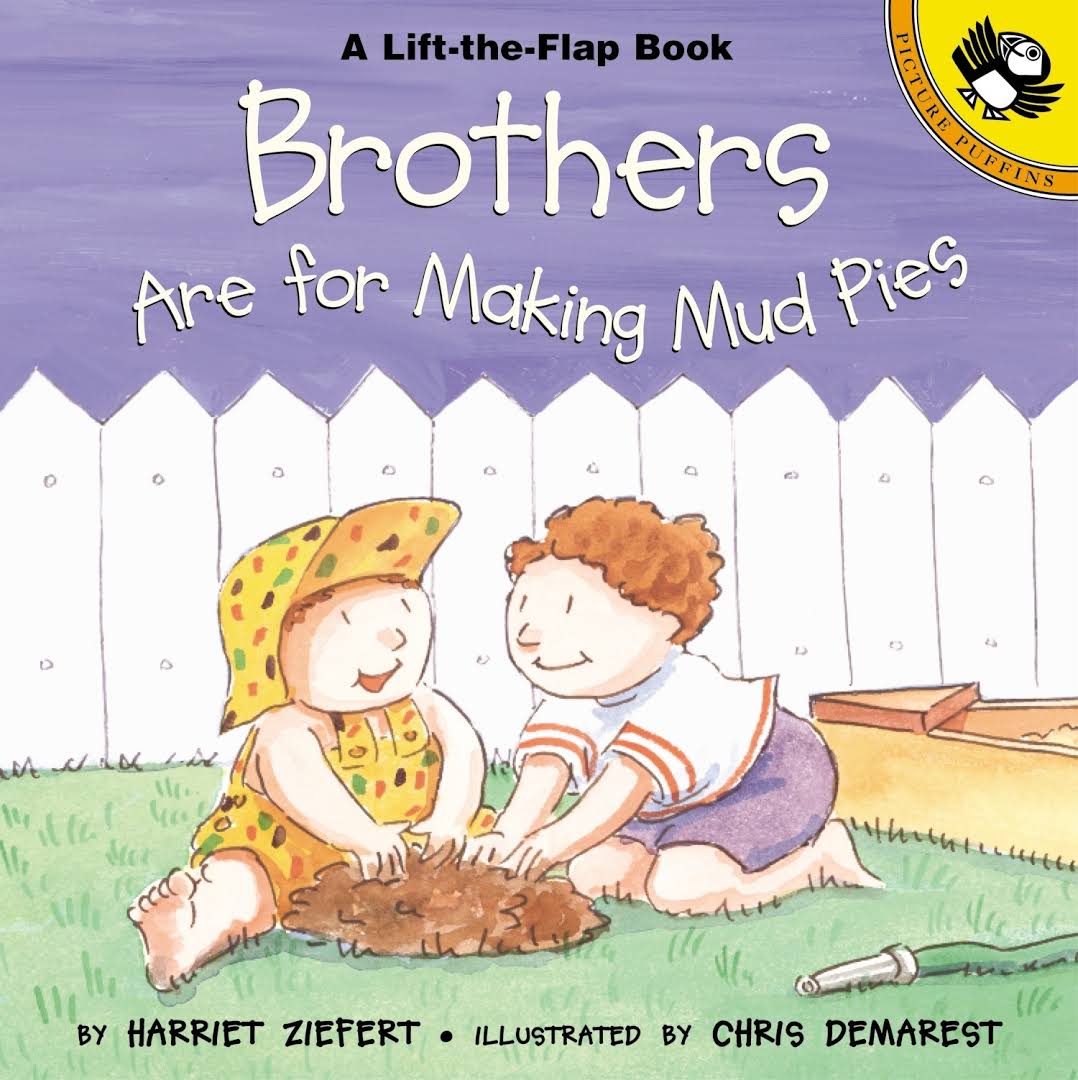 A Lift-the-Flap Book
PICTURE PUFFINS
Brothers
Are for Making Mud Pies
BY HARRIET ZIEFERT • ILLUSTRATED BY CHRIS DEMAREST